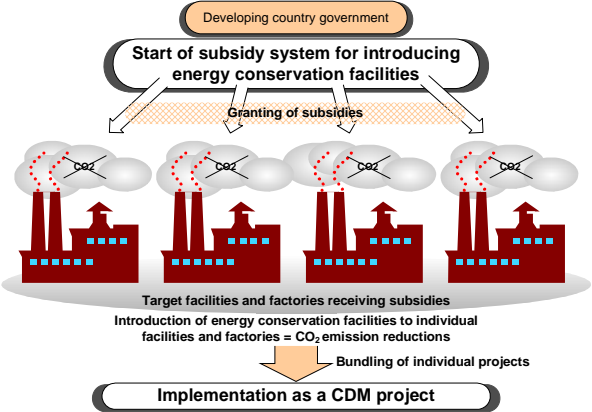 Developing country government
Start of subsidy system for introducing
energy conservation facilities
Granting of subsidies
CO2 CO2 CO2 CO2
Target facilities and factories receiving subsidies
Introduction of energy conservation facilities to individual
facilities and factories = CO₂ emission reductions
Bundling of individual projects
Implementation as a CDM project